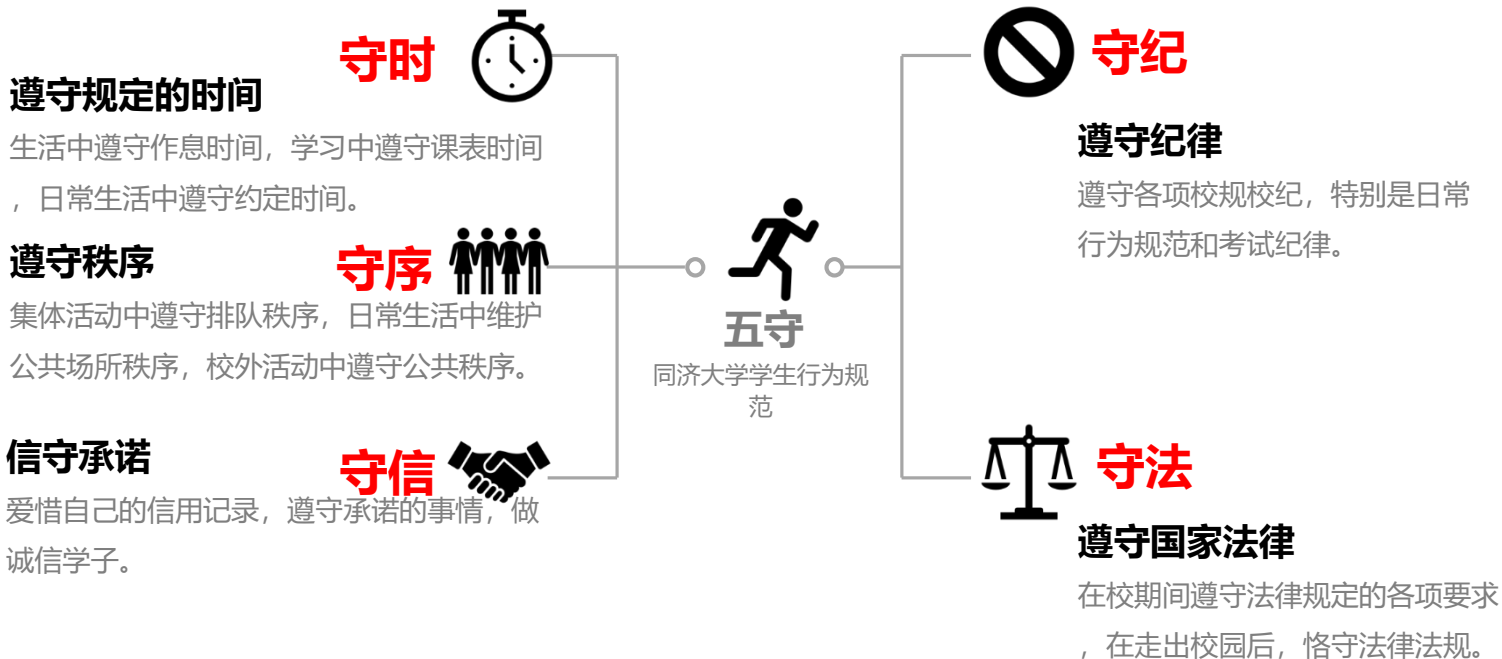 守时
遵守规定的时间
生活中遵守作息时间，学习中遵守课表时间
，日常生活中遵守约定时间。
遵守秩序
守序
集体活动中遵守排队秩序，日常生活中维护
公共场所秩序，校外活动中遵守公共秩序。
信守承诺
守信
爱惜自己的信用记录，遵守承诺的事情，做
诚信学子。
五守
同济大学学生行为规
范
守纪
遵守纪律
遵守各项校规校纪，特别是日常
行为规范和考试纪律。
守法
遵守国家法律
在校期间遵守法律规定的各项要求
，在走出校园后，恪守法律法规。